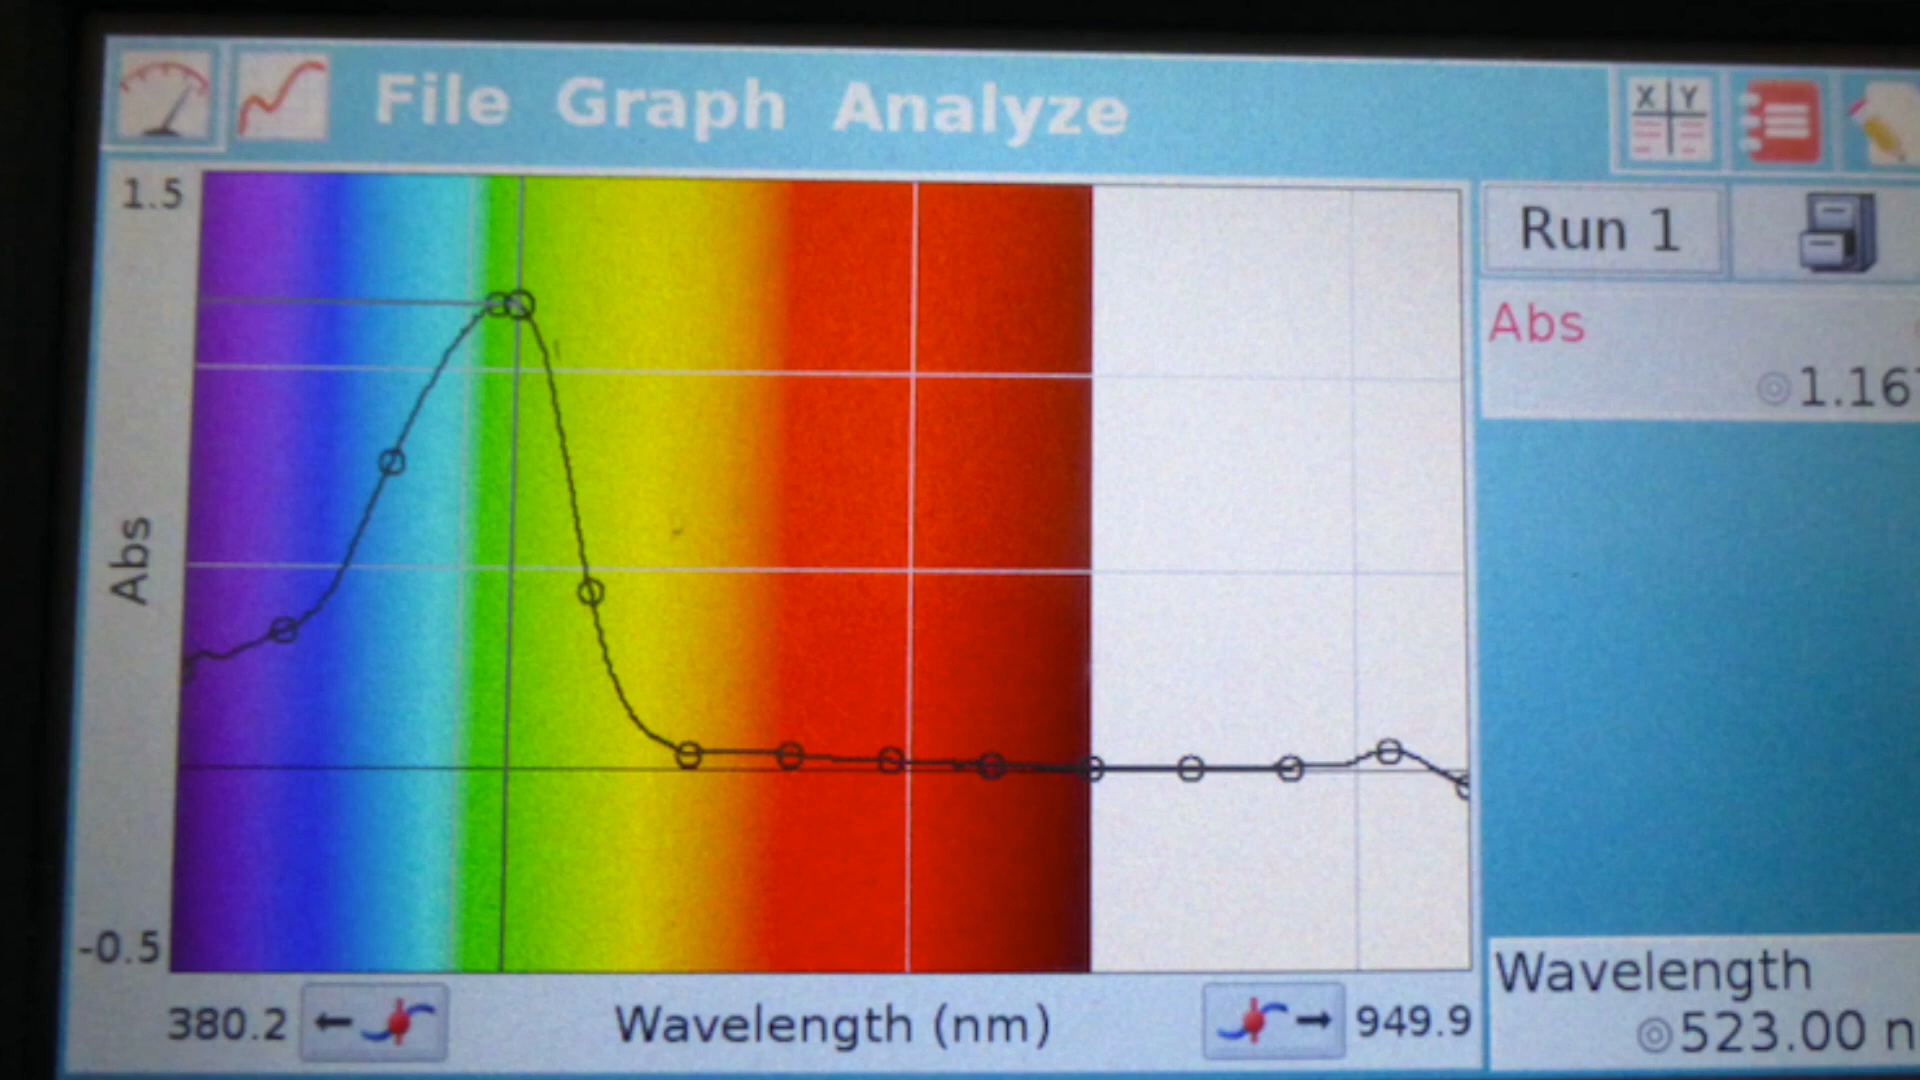 File Graph Analyze
X Y
1.5
Run 1
Abs
1.167
Abs
-0.5
380.2
Wavelength (nm)
949.9
Wavelength
523.00 n